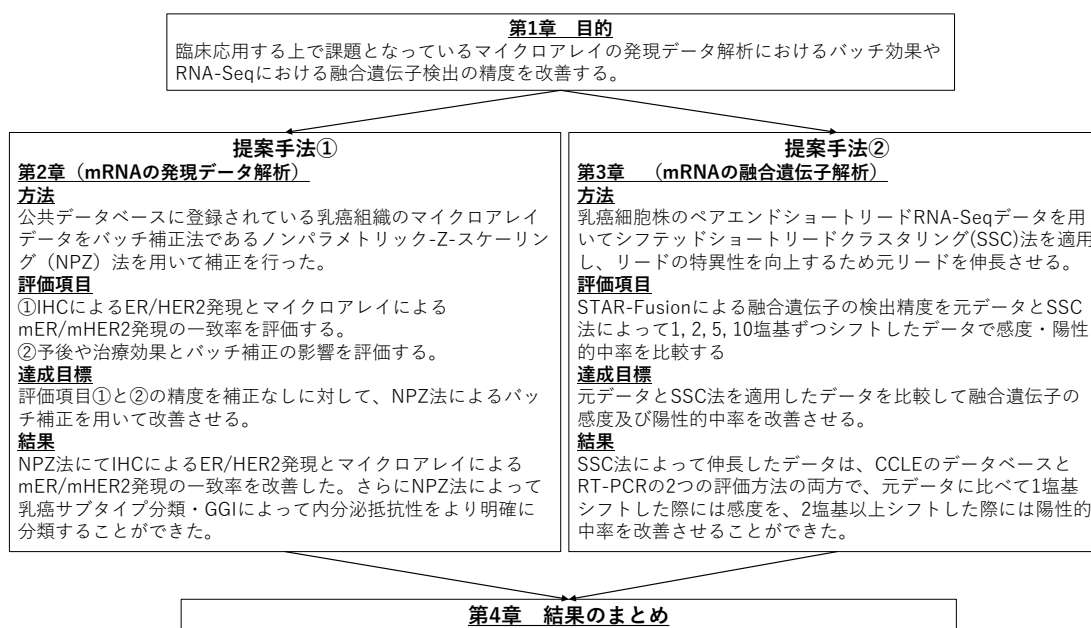 第1章　目的
臨床応用する上で課題となっているマイクロアレイの発現データ解析におけるバッチ効果や
RNA-Seqにおける融合遺伝子検出の精度を改善する。
提案手法①
第2章（mRNAの発現データ解析）
方法
公共データベースに登録されている乳癌組織のマイクロアレイ
データをバッチ補正法であるノンパラメトリック-Z-スケーリン
グ（NPZ）法を用いて補正を行った。
評価項目
①IHCによるER/HER2発現とマイクロアレイによる
mER/mHER2発現の一致率を評価する。
②予後や治療効果とバッチ補正の影響を評価する。
達成目標
評価項目①と②の精度を補正なしに対して、NPZ法によるバッ
チ補正を用いて改善させる。
結果
NPZ法にてIHCによるER/HER2発現とマイクロアレイによる
mER/mHER2発現の一致率を改善した。さらにNPZ法によって
乳癌サブタイプ分類・GGIによって内分泌抵抗性をより明確に
分類することができた。
提案手法②
第3章　（mRNAの融合遺伝子解析）
方法
乳癌細胞株のペアエンドショートリードRNA-Seqデータを用
いてシフテッドショートリードクラスタリング(SSC)法を適用
し、リードの特異性を向上するため元リードを伸長させる。
評価項目
STAR-Fusionによる融合遺伝子の検出精度を元データとSSC
法によって1, 2, 5, 10塩基ずつシフトしたデータで感度・陽性
的中率を比較する
達成目標
元データとSSC法を適用したデータを比較して融合遺伝子の
感度及び陽性的中率を改善させる。
結果
SSC法によって伸長したデータは、CCLEのデータベースと
RT-PCRの2つの評価方法の両方で、元データに比べて1塩基
シフトした際には感度を、2塩基以上シフトした際には陽性的
中率を改善させることができた。
第4章　結果のまとめ